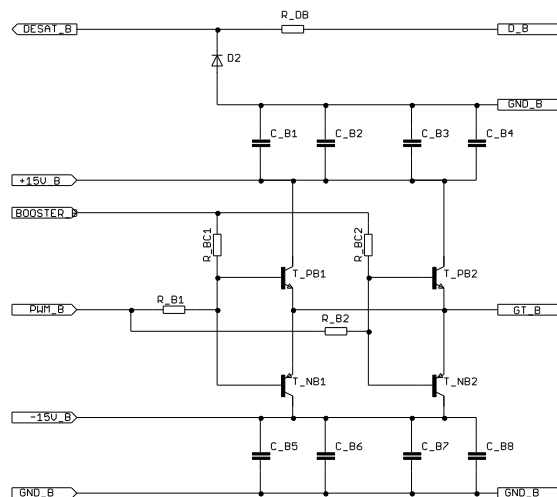 R_DB
DESAT_B
D_B
D2
GND_B
C_B1
C_B2
C_B3
C_B4
+15V_B
BOOSTER_B
R_BC1
R_BC2
T_PB1
T_PB2
R_B1
PWM_B
GT_B
R_B2
T_NB1
T_NB2
-15V_B
C_B5
C_B6
C_B7
C_B8
GND_B
GND_B